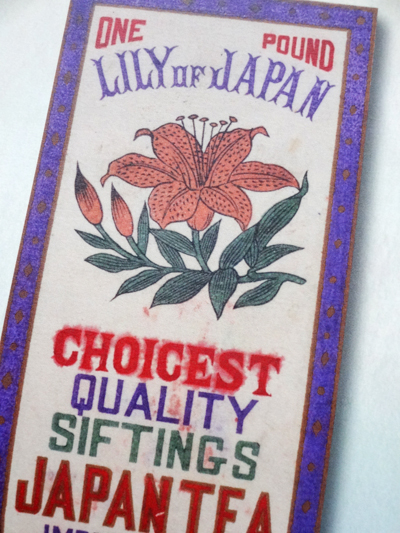 ONE POUND
LILY OF JAPAN
CHOICEST
QUALITY
SIFTINGS
JAPAN TEA